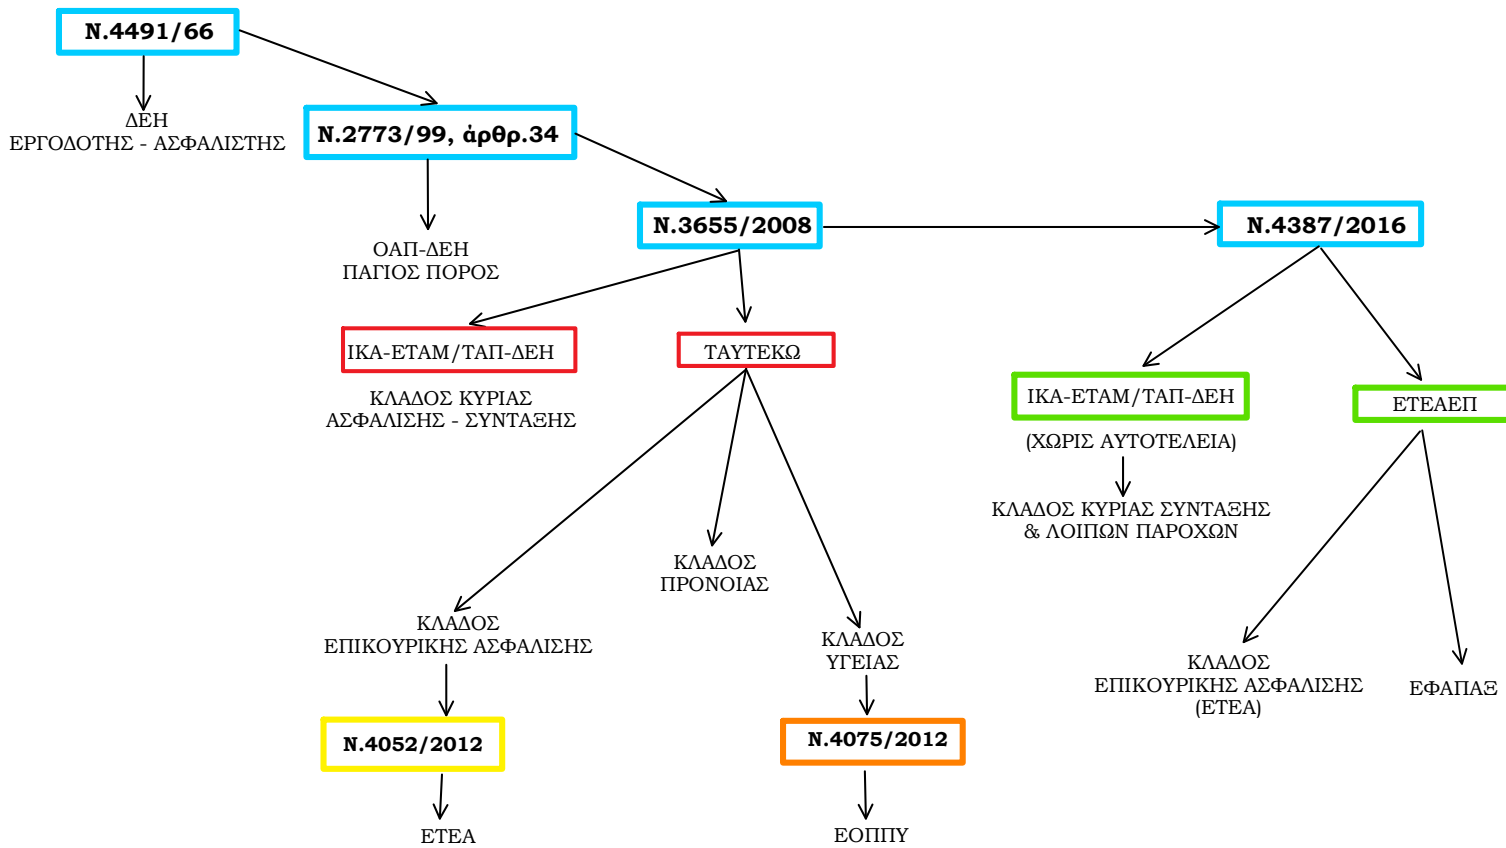 Ν.4491/66
ΔΕΗ
ΕΡΓΟΔΟΤΗΣ - ΑΣΦΑΛΙΣΤΗΣ
Ν.2773/99, άρθρ.34
ΟΑΠ-ΔΕΗ
ΠΑΓΙΟΣ ΠΟΡΟΣ
Ν.3655/2008
Ν.4387/2016
ΙΚΑ-ΕΤΑΜ/ΤΑΠ-ΔΕΗ
ΚΛΑΔΟΣ ΚΥΡΙΑΣ
ΑΣΦΑΛΙΣΗΣ - ΣΥΝΤΑΞΗΣ
ΤΑΥΤΕΚΩ
ΙΚΑ-ΕΤΑΜ/ΤΑΠ-ΔΕΗ
(ΧΩΡΙΣ ΑΥΤΟΤΕΛΕΙΑ)
ΚΛΑΔΟΣ ΚΥΡΙΑΣ ΣΥΝΤΑΞΗΣ
& ΛΟΙΠΩΝ ΠΑΡΟΧΩΝ
ΕΤΕΑΕΠ
ΚΛΑΔΟΣ
ΠΡΟΝΟΙΑΣ
ΚΛΑΔΟΣ
ΕΠΙΚΟΥΡΙΚΗΣ ΑΣΦΑΛΙΣΗΣ
ΚΛΑΔΟΣ
ΥΓΕΙΑΣ
ΚΛΑΔΟΣ
ΕΠΙΚΟΥΡΙΚΗΣ ΑΣΦΑΛΙΣΗΣ
(ΕΤΕΑ)
ΕΦΑΠΑΞ
Ν.4052/2012
Ν.4075/2012
ΕΤΕΑ
ΕΟΠΠΥ